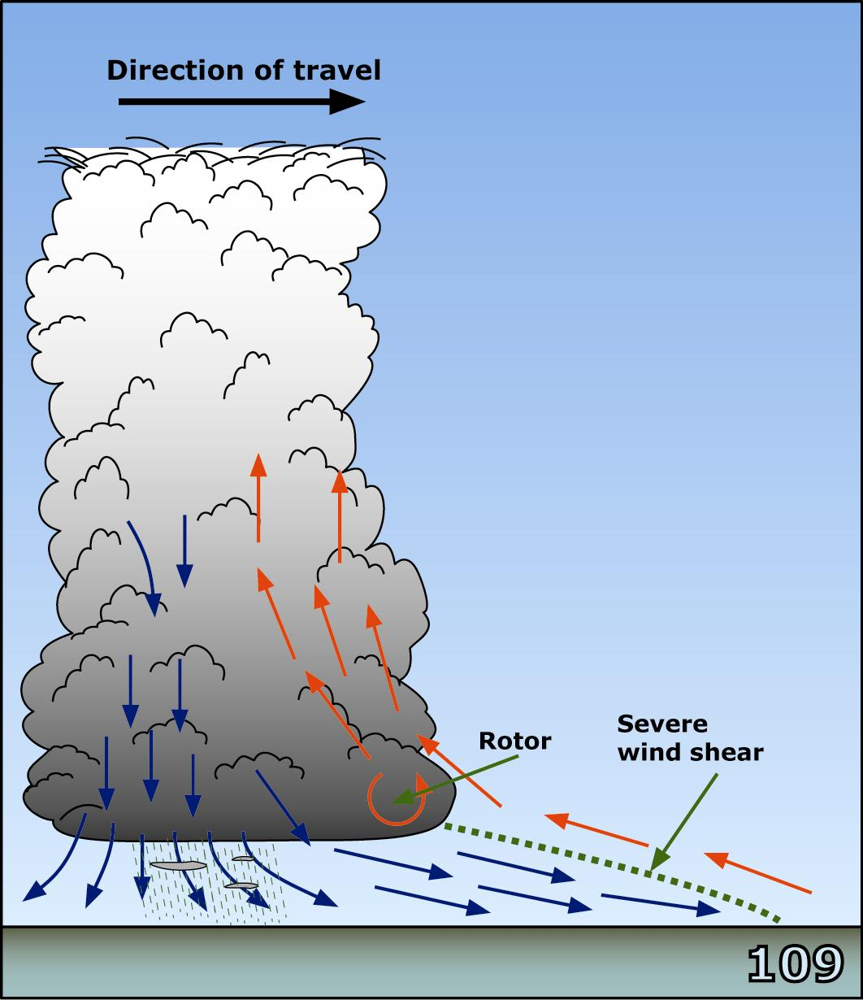 Direction of travel
Rotor
Severe
wind shear
109